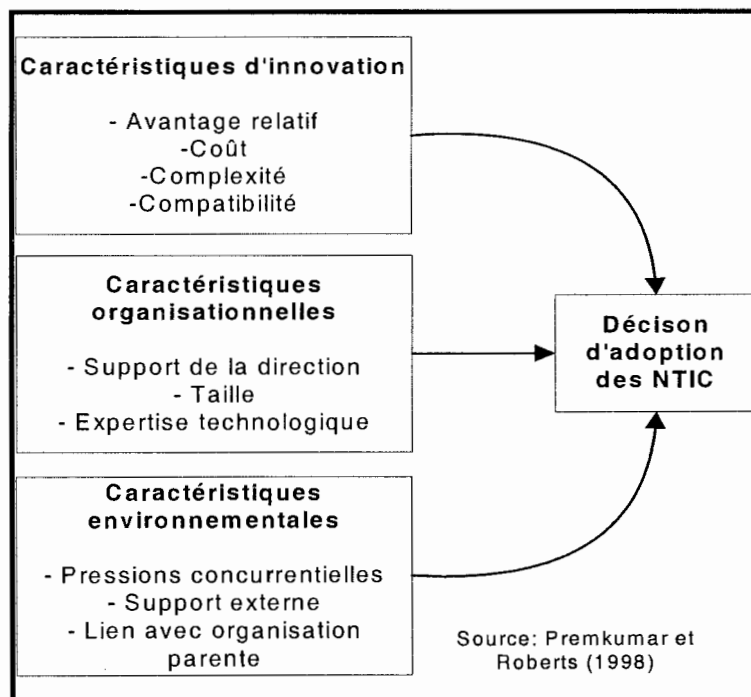 Caractéristiques d'innovation
- Avantage relatif
-Coût
-Complexité
-Compatibilité
Caractéristiques
organisationnelles
- Support de la direction
- Taille
- Expertise technologique
Caractéristiques
environnementales
- Pressions concurrentielles
- Support externe
- Lien avec organisation
parente
Décison
d'adoption
des NTIC
Source: Premkumar et
Roberts (1998)